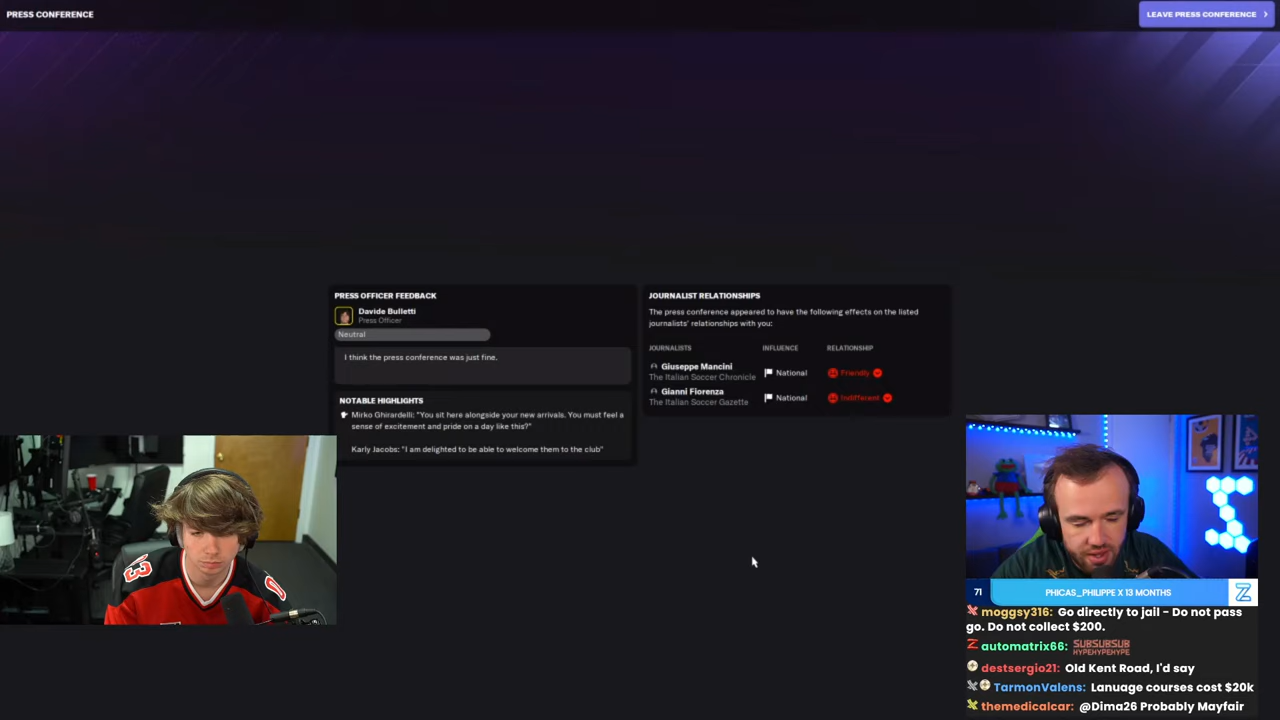 PRESS CONFERENCE
LEAVE PRESS CONFERENCE
PRESS OFFICER FEEDBACK
Davide Bulletti
Press Officer
Neutral
I think the press conference was just fine.
NOTABLE HIGHLIGHTS
Mirko Ghirardelli: "You sit here alongside your new arrivals. You must feel a
sense of excitement and pride on a day like this?"
Karly Jacobs: "I am delighted to be able to welcome them to the club"
JOURNALIST RELATIONSHIPS
The press conference appeared to have the following effects on the listed
journalists' relationships with you:
JOURNALISTS INFLUENCE RELATIONSHIP
Giuseppe Mancini
The Italian Soccer Chronicle
National
Friendly
Gianni Fiorenza
The Italian Soccer Gazette
National
Indifferent
71 PHICAS_PHILIPPE X 13 MONTHS
moggsy316: Go directly to jail - Do not pass
go. Do not collect $200.
automatrix66: SUBSUBSUB
HYPEHYPEHYPE
destsergio21: Old Kent Road, I'd say
TarmonValens: Lanuage courses cost $20k
themedicalcar: @Dima26 Probably Mayfair